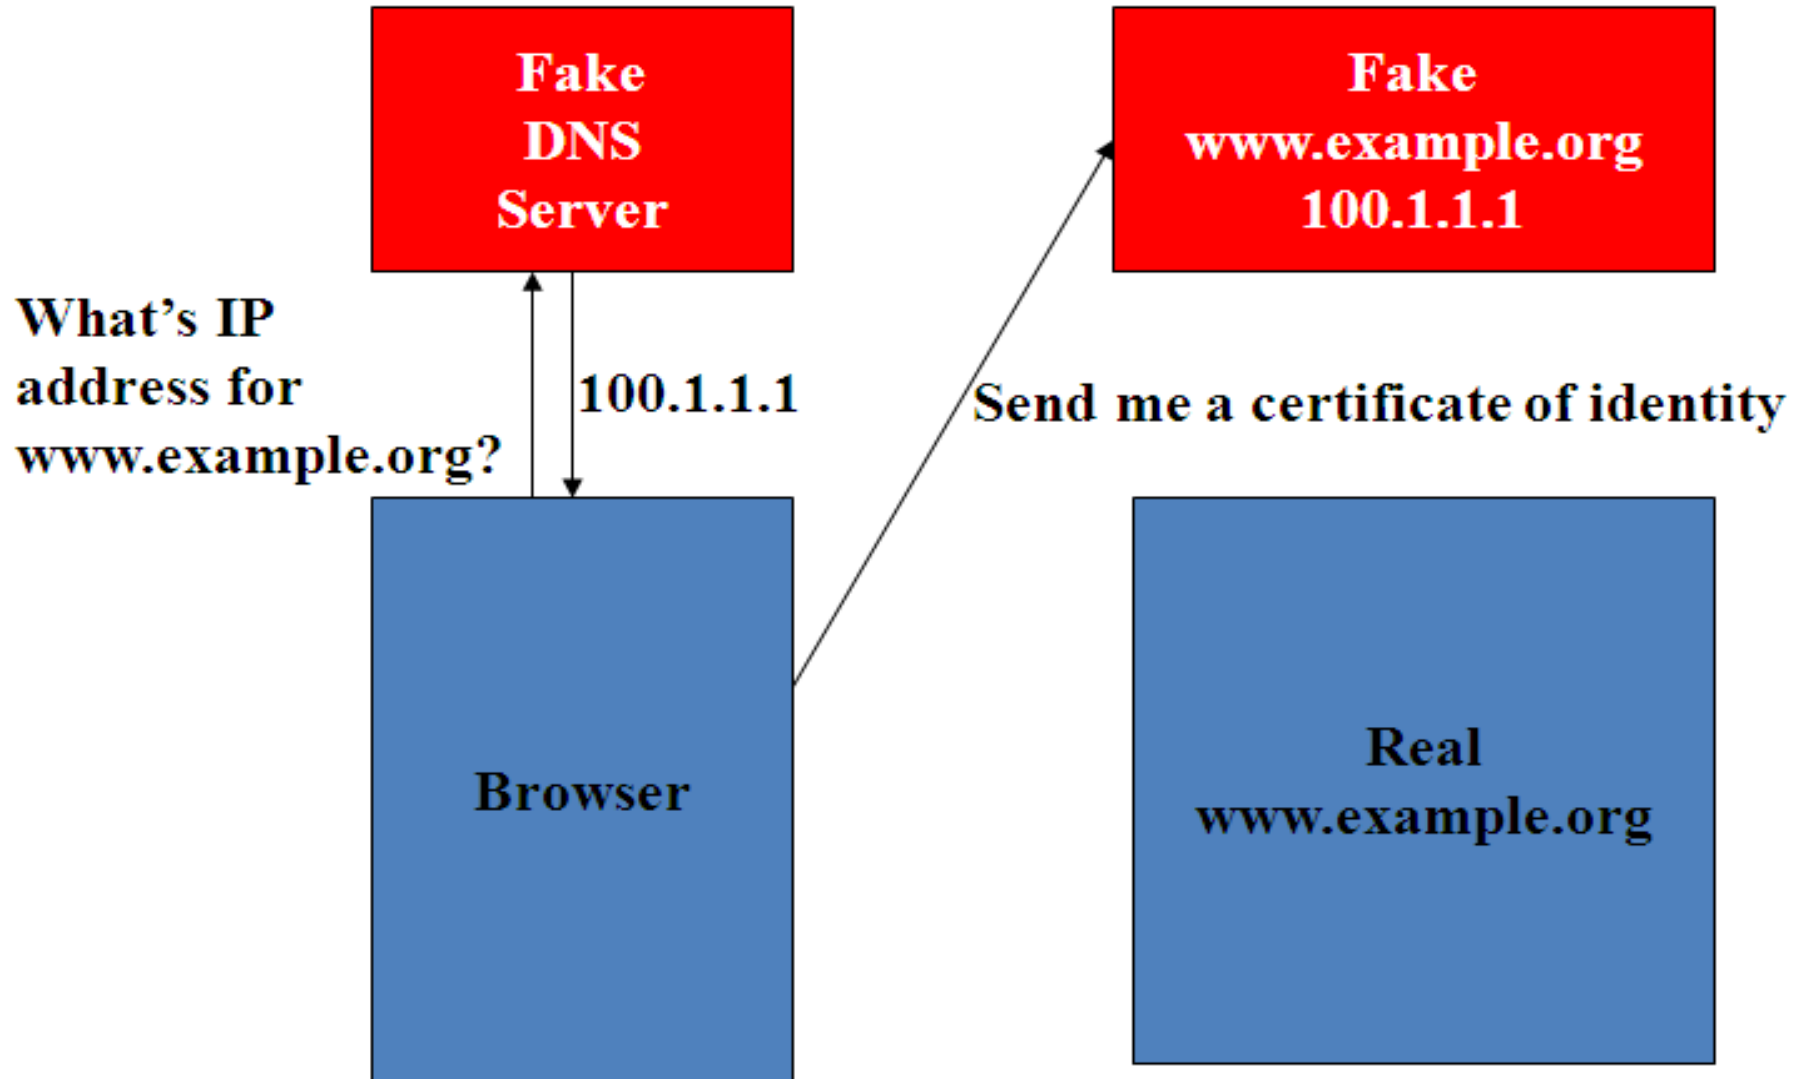 Fake
DNS
Server
Fake
www.example.org
100.1.1.1
What’s IP
address for
www.example.org?
100.1.1.1
Send me a certificate of identity
Browser
Real
www.example.org